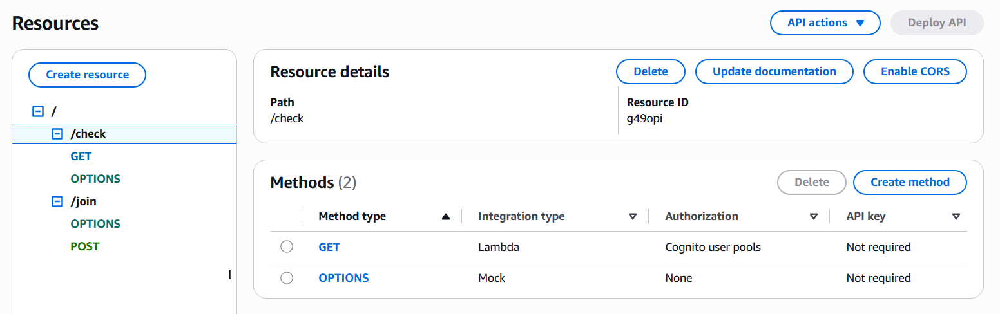 Resources
API actions
Deploy API
Create resource
/
/check
GET
OPTIONS
/join
OPTIONS
POST
Resource details
Delete
Update documentation
Enable CORS
Path
/check
Resource ID
g49opi
Methods (2)
Delete
Create method
Method type Integration type Authorization API key
GET Lambda Cognito user pools Not required
OPTIONS Mock None Not required